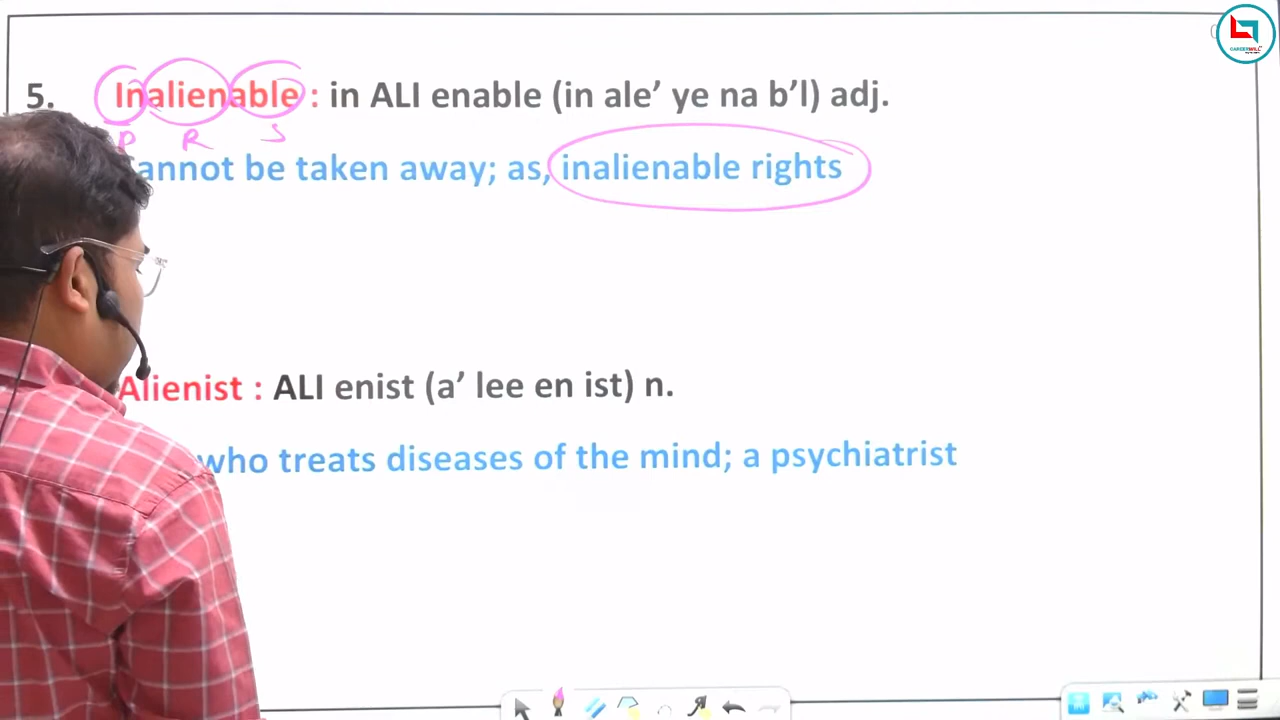 5. Inalienable : in ALI enable (in ale' ye na b'l) adj.
P R S
annot be taken away; as, inalienable rights
Alienist : ALI enist (a' lee en ist) n.
who treats diseases of the mind; a psychiatrist